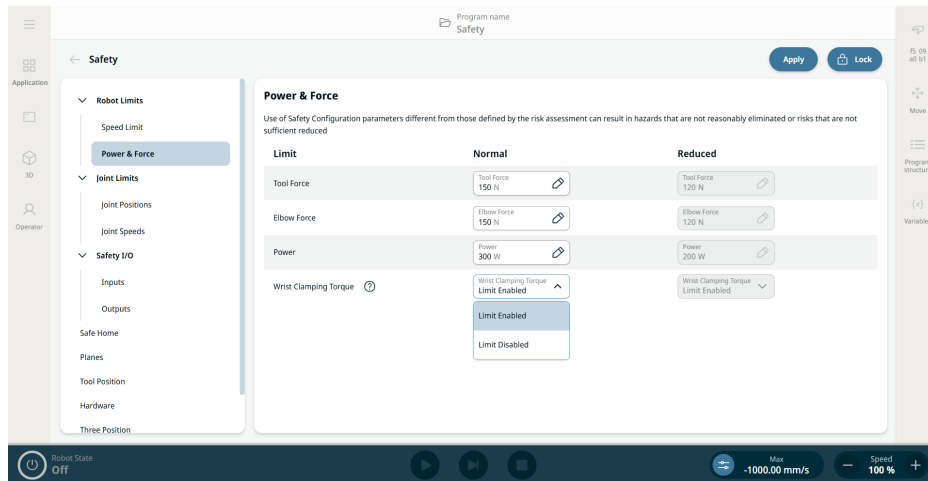 Program name
Safety
Application
3D
Operator
Safety
Apply
Lock
Robot Limits
Speed Limit
Power & Force
Joint Limits
Joint Positions
Joint Speeds
Safety I/O
Inputs
Outputs
Safe Home
Planes
Tool Position
Hardware
Three Position
Power & Force
Use of Safety Configuration parameters different from those defined by the risk assessment can result in hazards that are not reasonably eliminated or risks that are not
sufficient reduced
Limit Normal Reduced
Tool Force
Tool Force
150 N
Tool Force
120 N
Elbow Force
Elbow Force
150 N
Elbow Force
120 N
Power
Power
300 W
Power
200 W
Wrist Clamping Torque ?
Wrist Clamping Torque
Limit Enabled
Wrist Clamping Torque
Limit Enabled
Limit Enabled
Limit Disabled
f5 09
a0 b1
Move
Program
structur
{x}
Variable
Robot State
Off
Max
-1000.00 mm/s
Speed
100 %